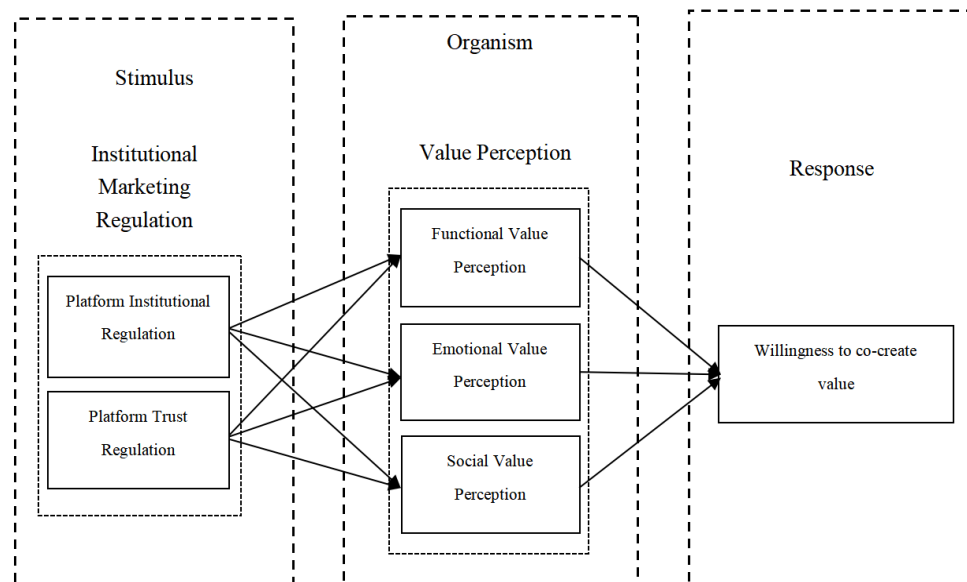 Stimulus
Institutional
Marketing
Regulation
Platform Institutional
Regulation
Platform Trust
Regulation
Organism
Value Perception
Functional Value
Perception
Emotional Value
Perception
Social Value
Perception
Response
Willingness to co-create
value